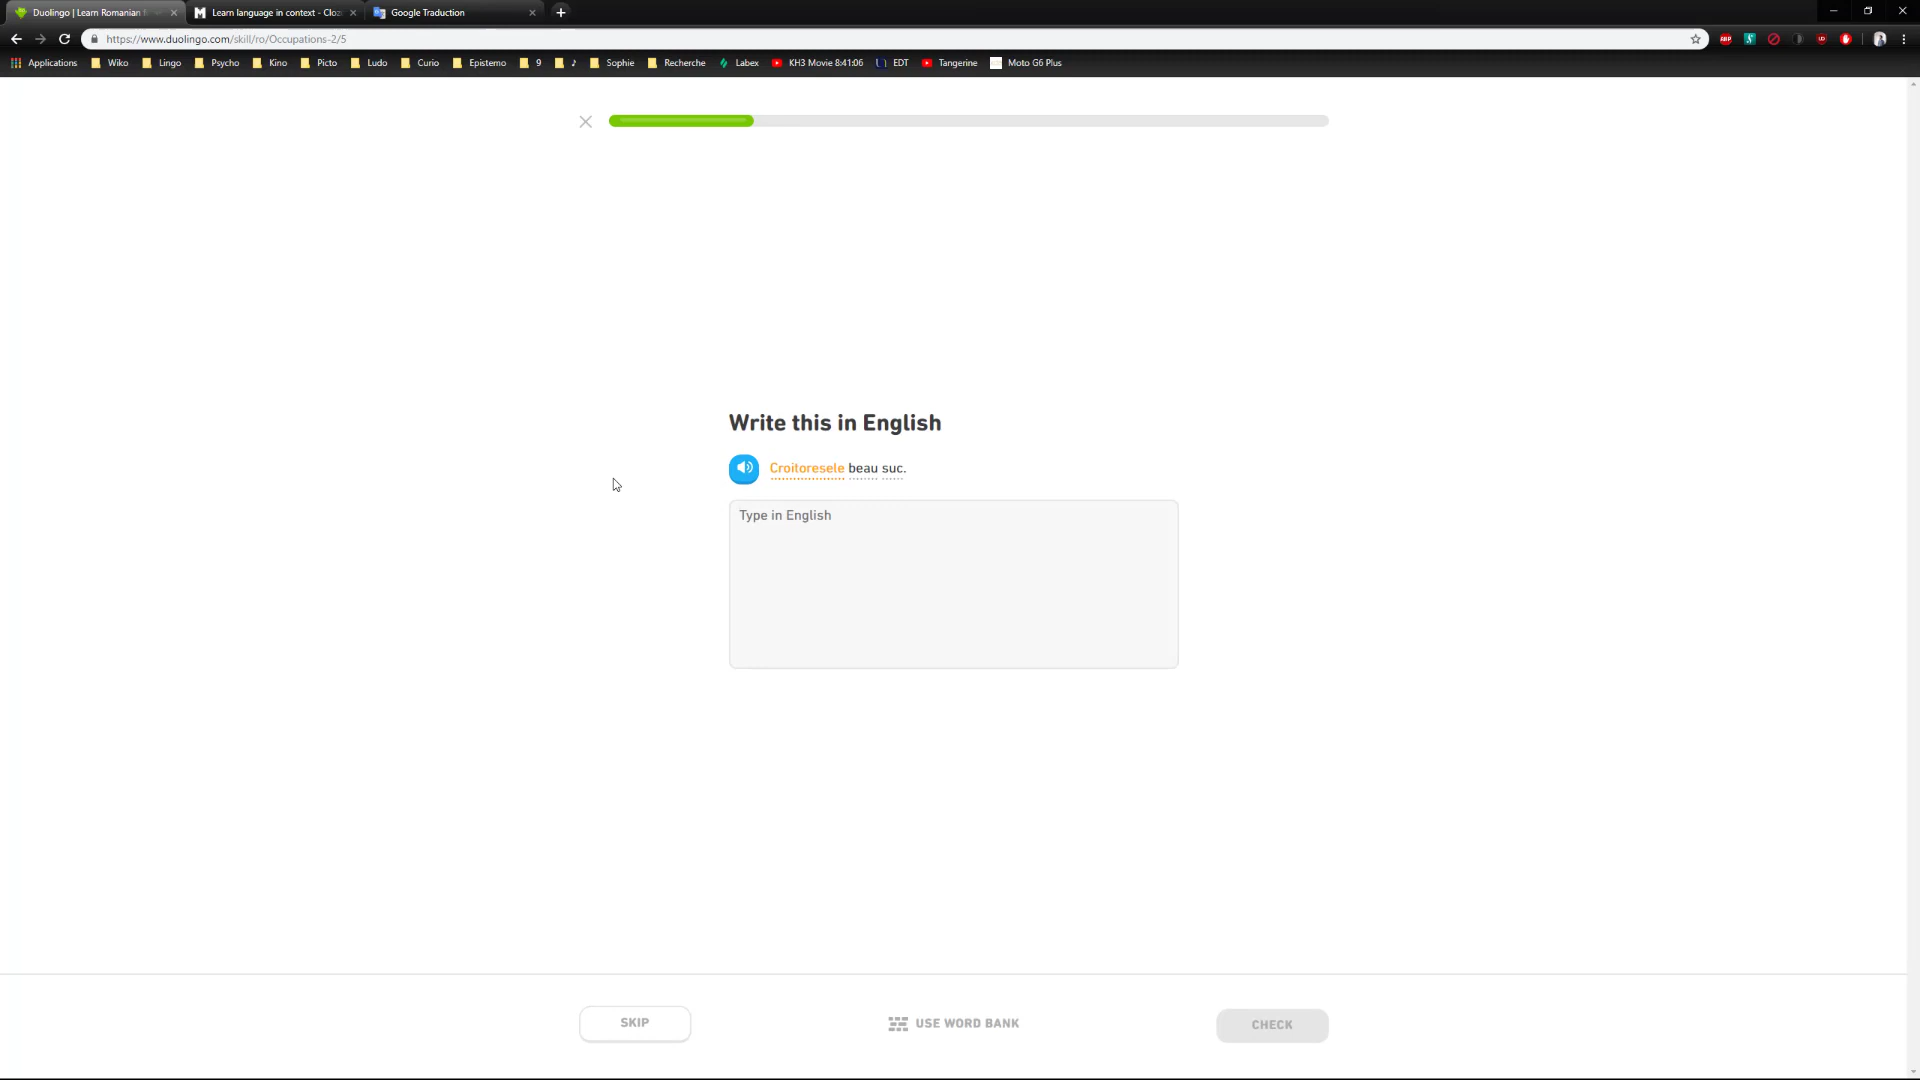 Duolingo | Learn Romanian
Learn language in context - Cloz
Google Traduction
https://www.duolingo.com/skill/ro/Occupations-2/5
Applications Wiko Lingo Psycho Kino Picto Ludo Curio Epistemo 9 ♪ Sophie Recherche Labex KH3 Movie 8:41:06 EDT Tangerine Moto G6 Plus
Write this in English
Croitoresele beau suc.
Type in English
SKIP
USE WORD BANK
CHECK